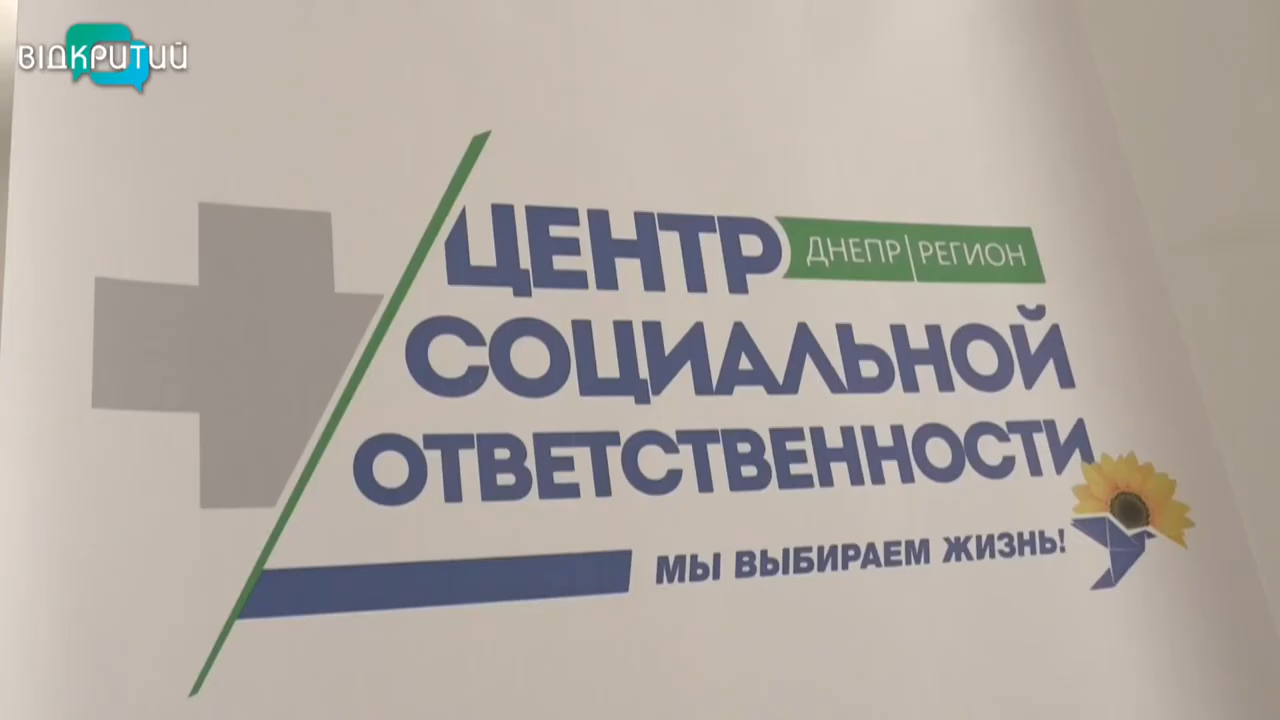 ВІДКРИТИЙ
ЦЕНТР ДНЕПР|РЕГИОН
СОЦИАЛЬНОЙ
ОТВЕТСТВЕННОСТИ
МЫ ВЫБИРАЕМ ЖИЗНЬ!